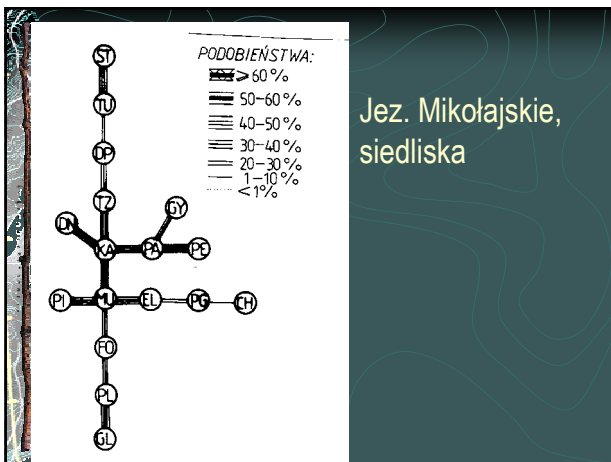 PODOBIEŃSTWA:
⩾ 60 %
50-60 %
40-50 %
30-40 %
20-30 %
1-10 %
< 1 %
ST
TU
DP
TZ
GY
DN
KA
PA
PE
PI
MU
EL
PG
CH
FO
PL
GL
Jez. Mikołajskie,
siedliska